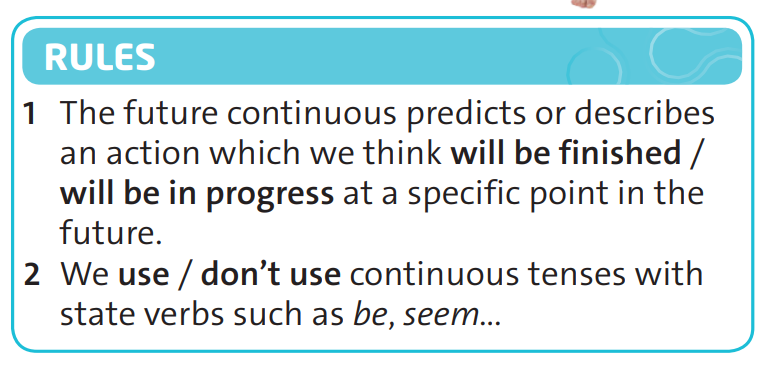 RULES
1 The future continuous predicts or describes
an action which we think will be finished /
will be in progress at a specific point in the
future.
2 We use / don’t use continuous tenses with
state verbs such as be, seem...